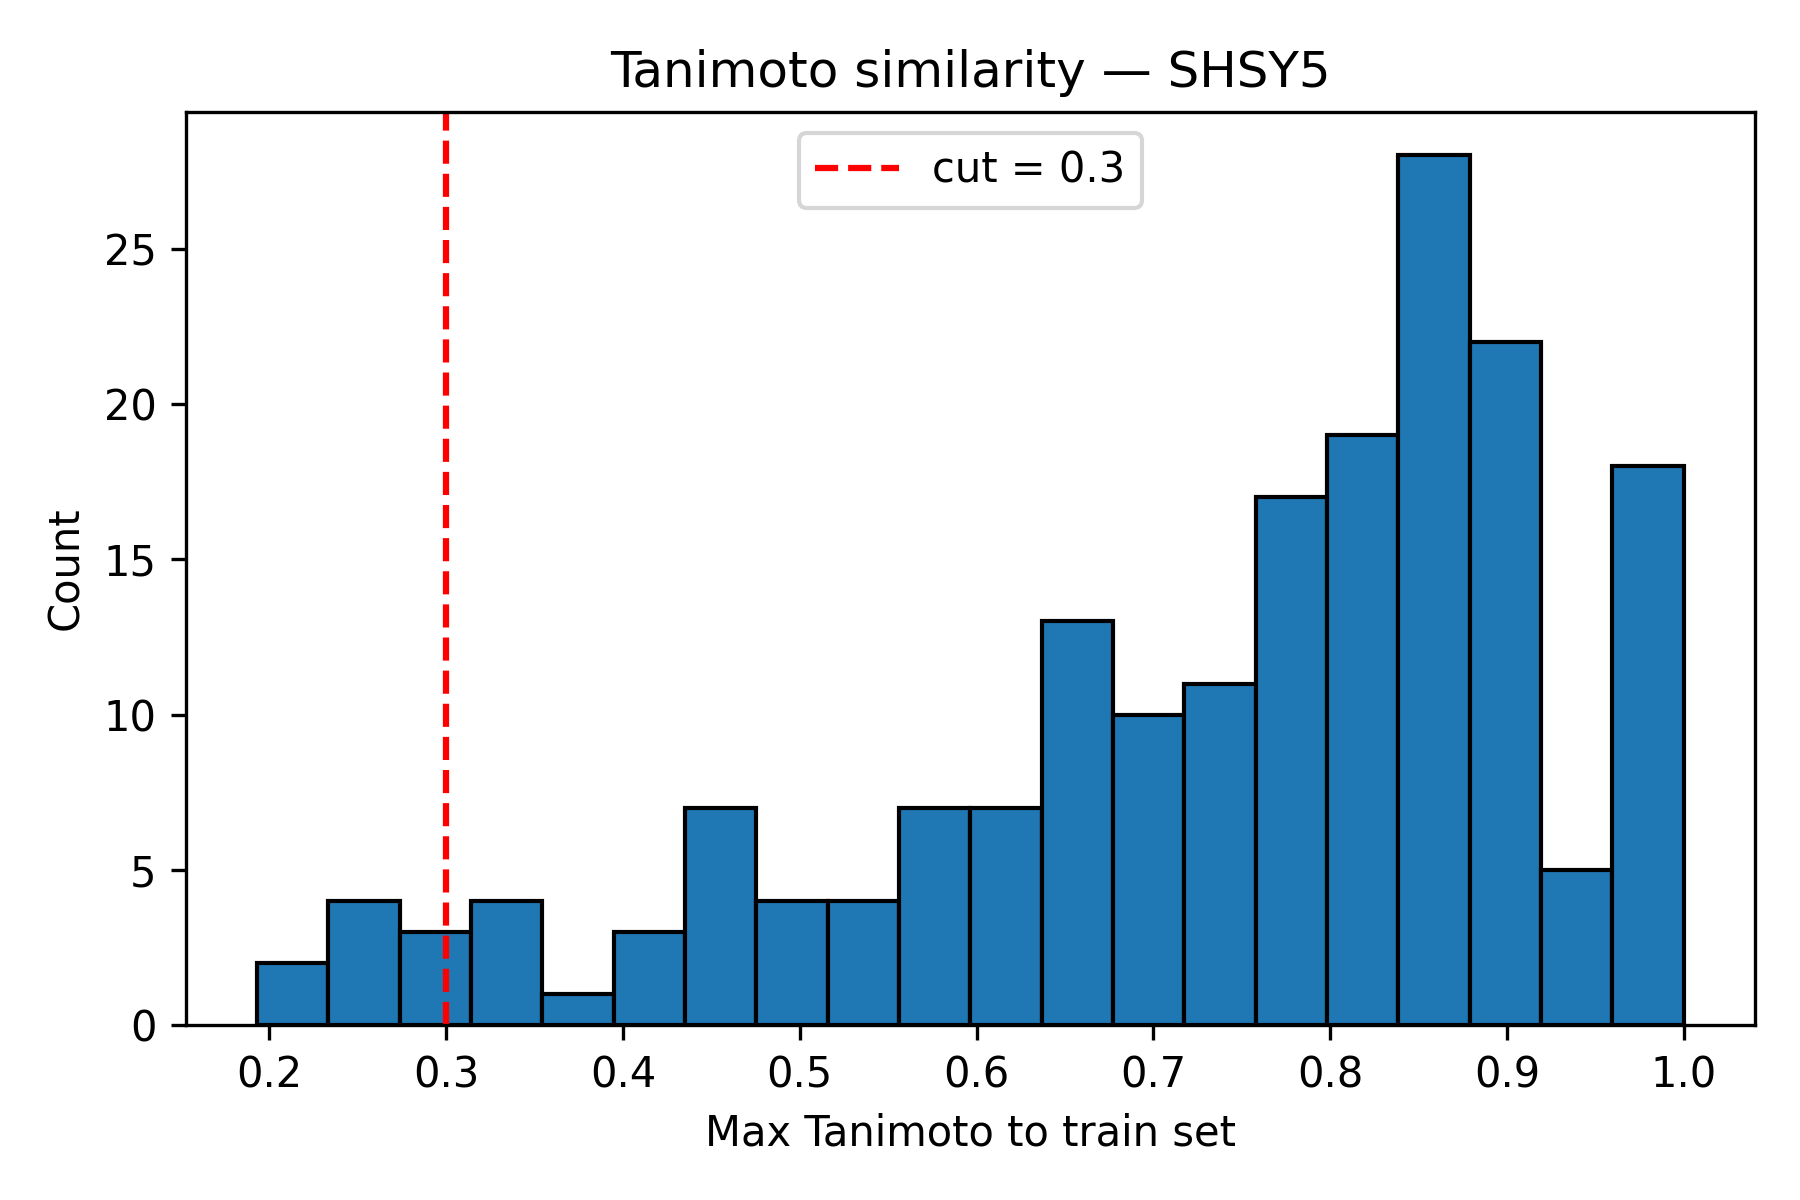 Tanimoto similarity — SHSY5
cut = 0.3
Count
25
20
15
10
5
0
0.2 0.3 0.4 0.5 0.6 0.7 0.8 0.9 1.0
Max Tanimoto to train set